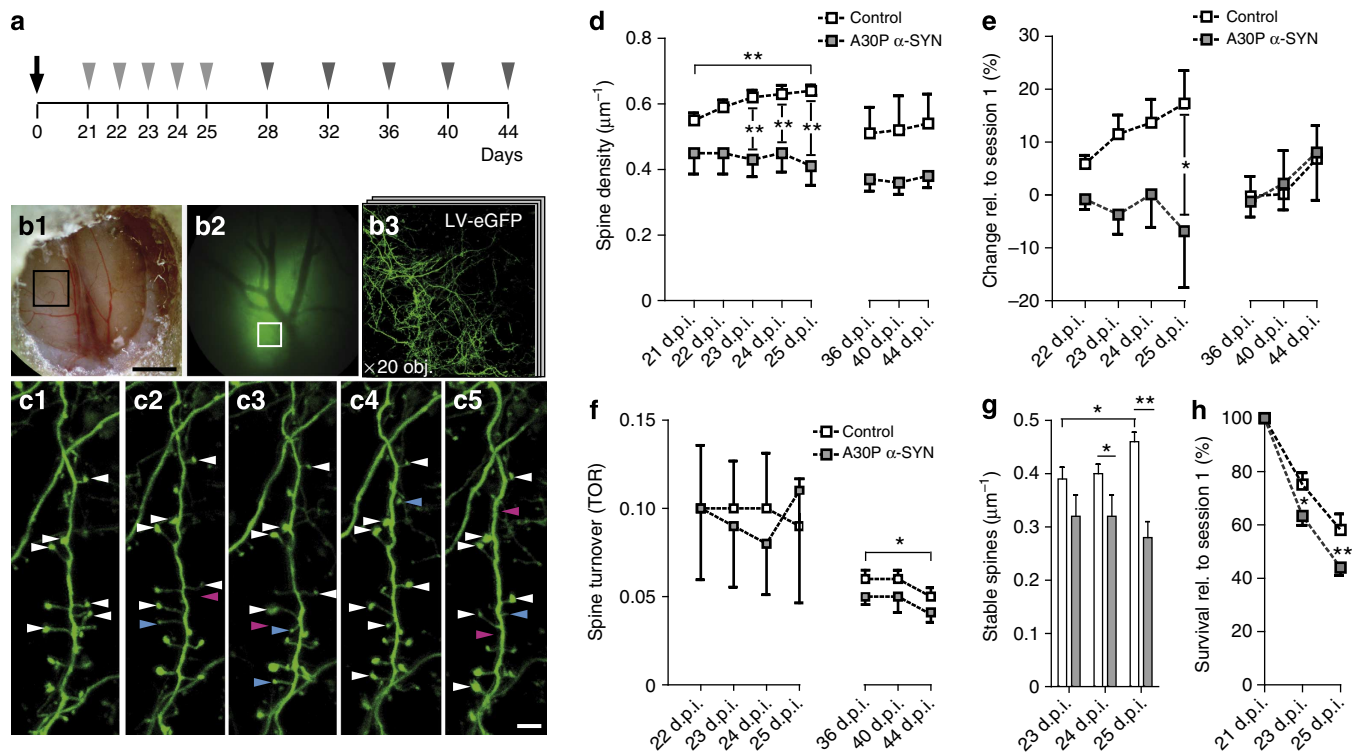 a
0 21 22 23 24 25 28 32 36 40 44
Days
b1 b2 b3 LV-eGFP
×20 obj.
c1 c2 c3 c4 c5
d
Control
A30P α-SYN
Spine density (μm⁻¹)
0.8
0.6
0.4
0.2
0
**
** ** **
21 d.p.i. 22 d.p.i. 23 d.p.i. 24 d.p.i. 25 d.p.i. 36 d.p.i. 40 d.p.i. 44 d.p.i.
e
Control
A30P α-SYN
Change rel. to session 1 (%)
30
20
10
0
−10
−20
*
22 d.p.i. 23 d.p.i. 24 d.p.i. 25 d.p.i. 36 d.p.i. 40 d.p.i. 44 d.p.i.
f
Control
A30P α-SYN
Spine turnover (TOR)
0.15
0.10
0.05
0
*
22 d.p.i. 23 d.p.i. 24 d.p.i. 25 d.p.i. 36 d.p.i. 40 d.p.i. 44 d.p.i.
g
Stable spines (μm⁻¹)
0.5
0.4
0.3
0.2
0.1
0
* * **
23 d.p.i. 24 d.p.i. 25 d.p.i.
h
Survival rel. to session 1 (%)
100
80
60
40
20
0
*
**
21 d.p.i. 23 d.p.i. 25 d.p.i.